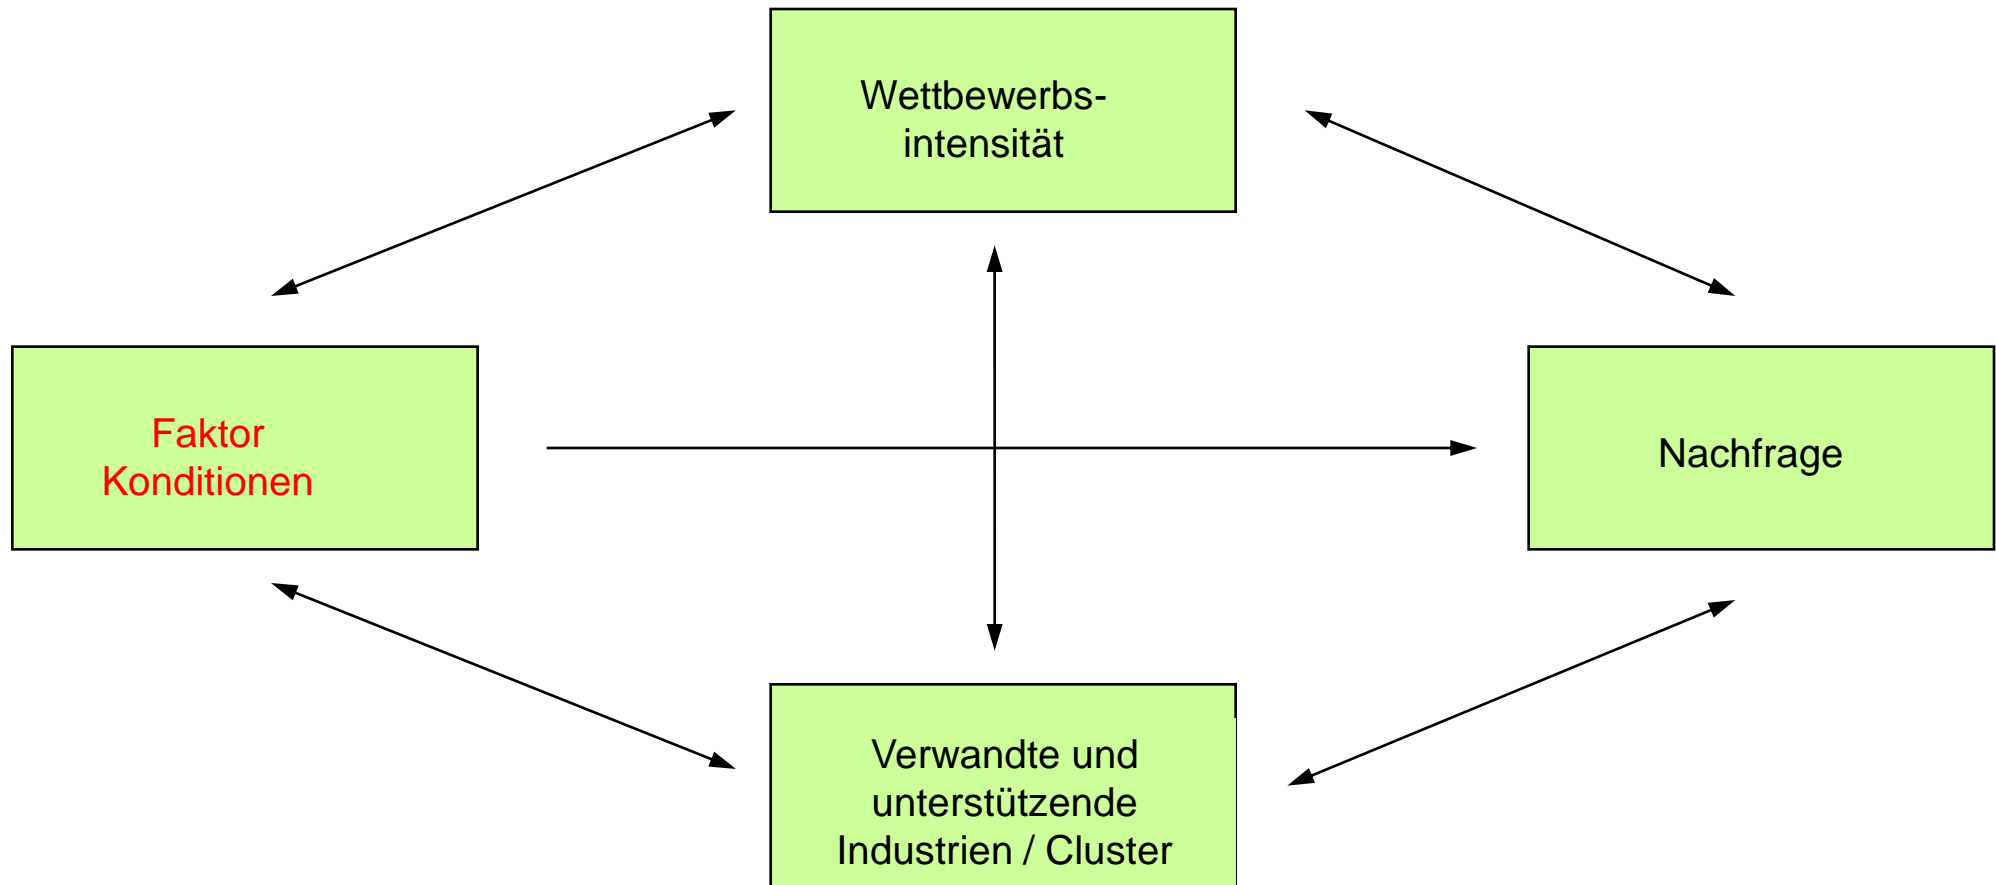 Wettbewerbs-
intensität
Faktor
Konditionen
Nachfrage
Verwandte und
unterstützende
Industrien / Cluster